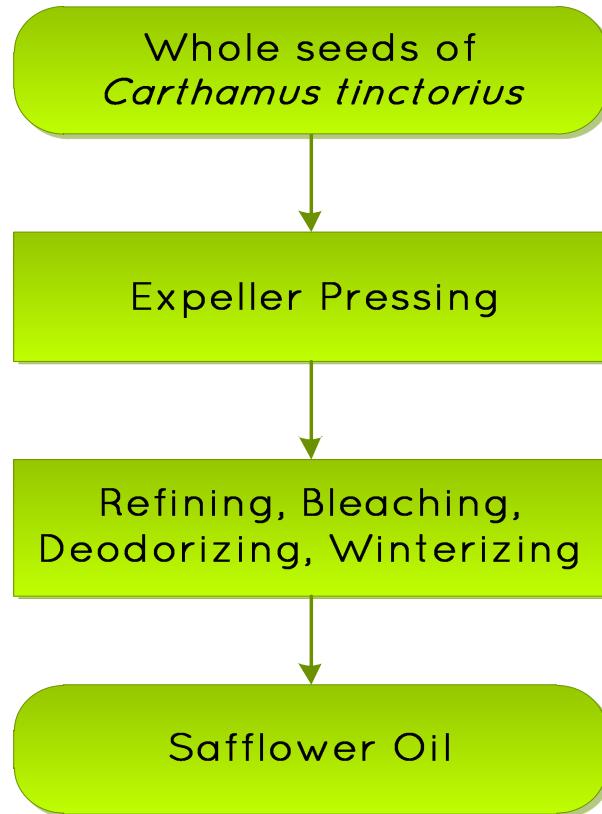 Whole seeds of
Carthamus tinctorius
Expeller Pressing
Refining, Bleaching,
Deodorizing, Winterizing
Safflower Oil